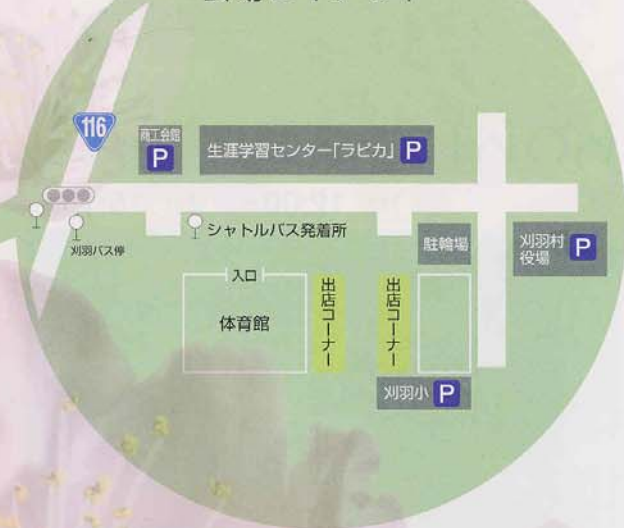 116
商工会館
P
生涯学習センター「ラピカ」 P
シャトルバス発着所
刈羽バス停
駐輪場
刈羽村
役場 P
入口
体育館
出店コーナー
出店コーナー
刈羽小 P